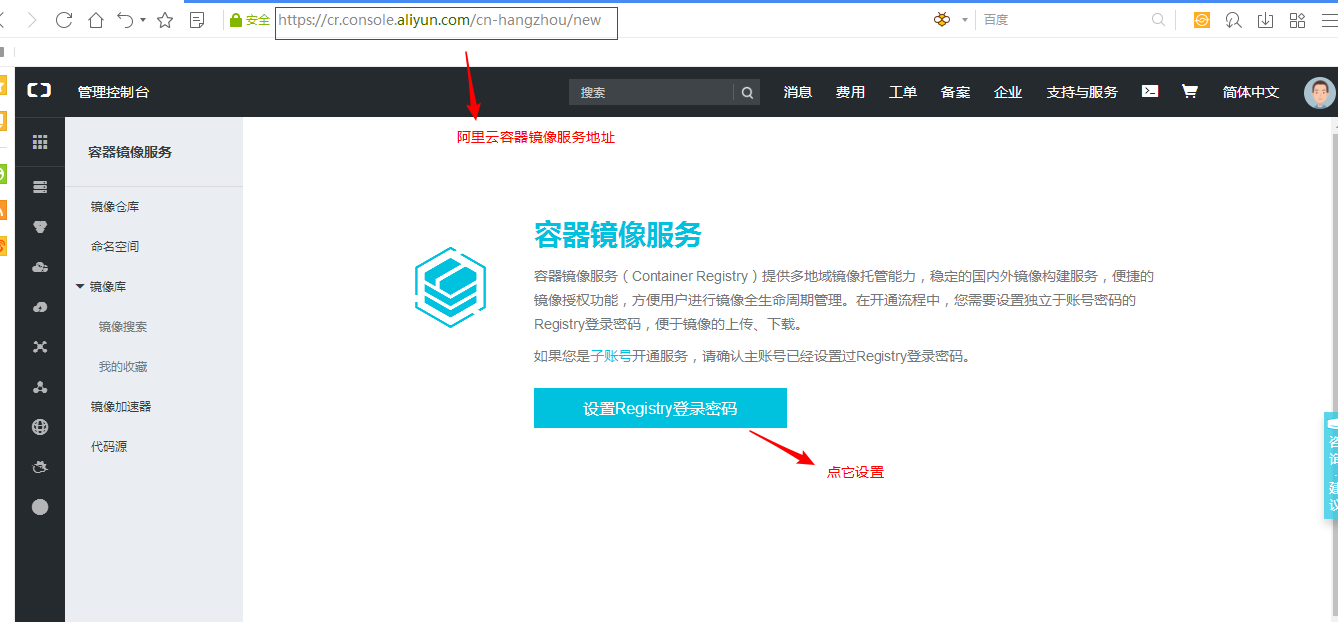 安全
https://cr.console.aliyun.com/cn-hangzhou/new
百度
管理控制台
搜索
消息
费用
工单
备案
企业
支持与服务
简体中文
阿里云容器镜像服务地址
容器镜像服务
镜像仓库
命名空间
镜像库
镜像搜索
我的收藏
镜像加速器
代码源
容器镜像服务
容器镜像服务（Container Registry）提供多地域镜像托管能力，稳定的国内外镜像构建服务，便捷的
镜像授权功能，方便用户进行镜像全生命周期管理。在开通流程中，您需要设置独立于账号密码的
Registry登录密码，便于镜像的上传、下载。
如果您是子账号开通服务，请确认主账号已经设置过Registry登录密码。
设置Registry登录密码
点它设置
咨询·建议